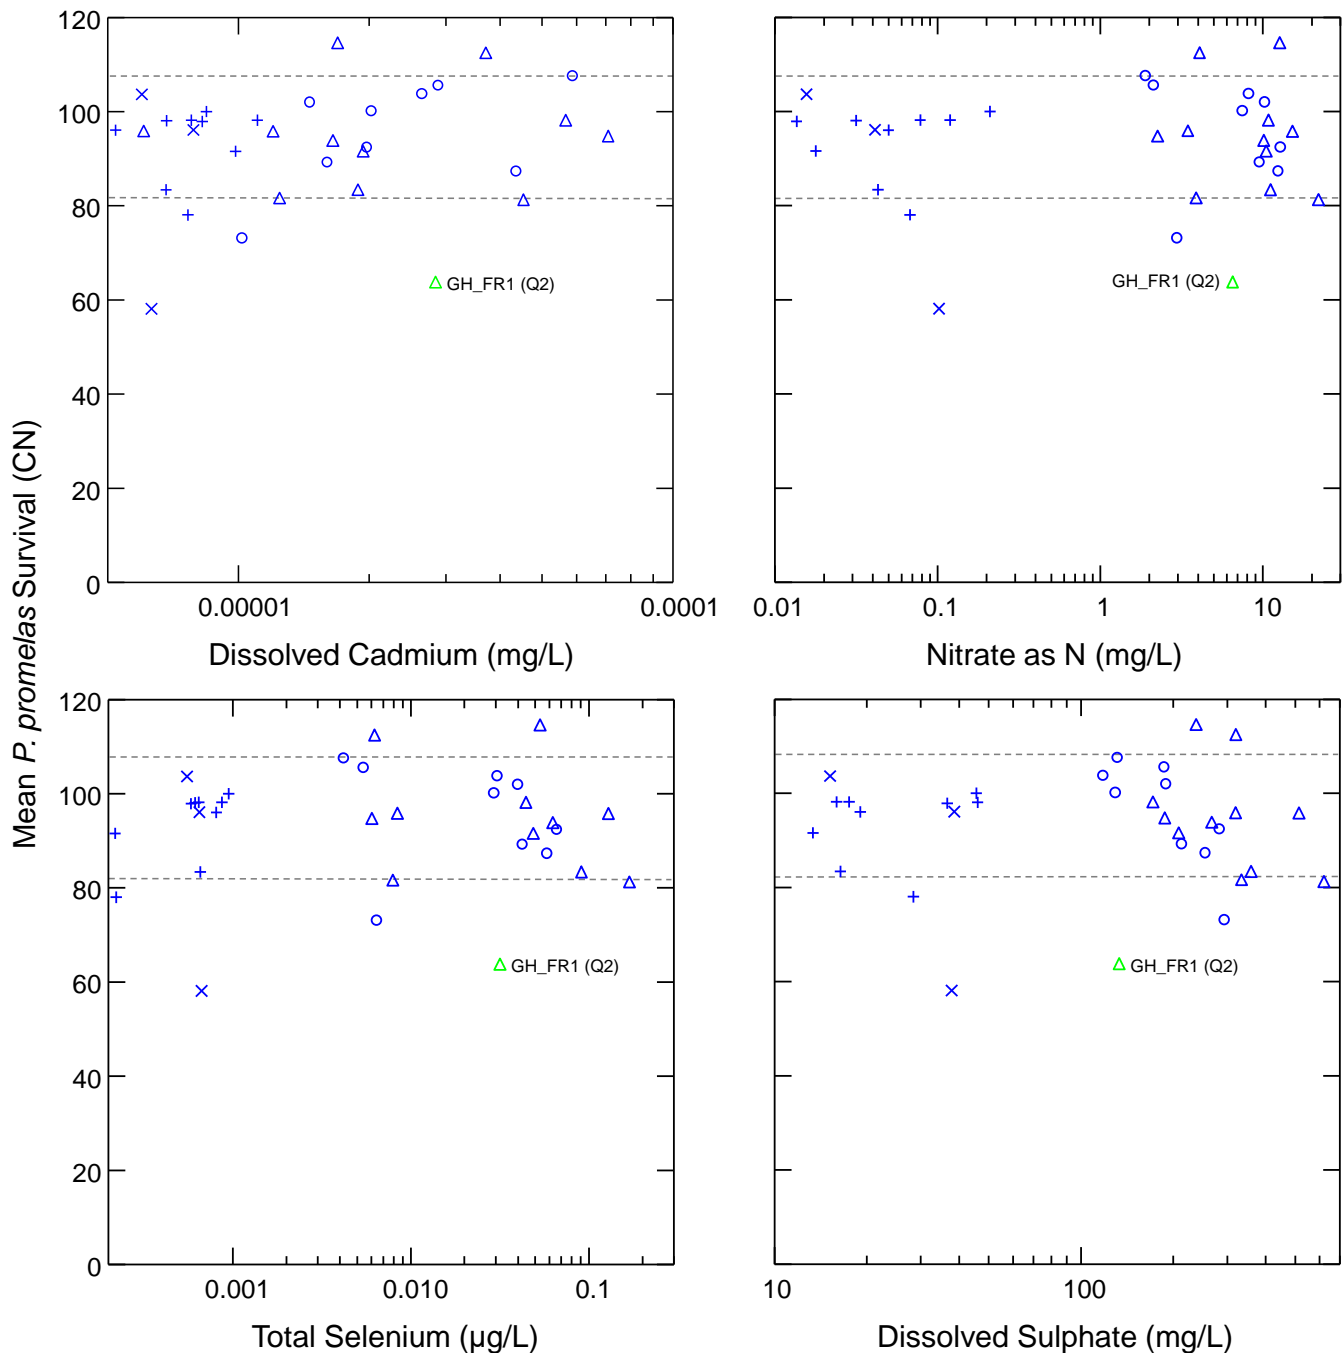 Mean P. promelas Survival (CN)
120
100
80
60
40
20
0
GH_FR1 (Q2)
0.00001
0.0001
Dissolved Cadmium (mg/L)
GH_FR1 (Q2)
0.01
0.1
1
10
Nitrate as N (mg/L)
120
100
80
60
40
20
0
GH_FR1 (Q2)
0.001
0.010
0.1
Total Selenium (µg/L)
GH_FR1 (Q2)
10
100
Dissolved Sulphate (mg/L)